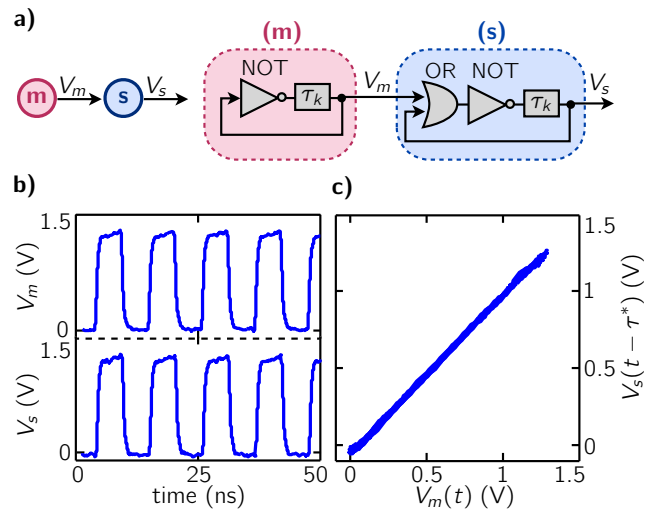 a)
(m)
(s)
m
V_m
s
V_s
NOT
τ_k
V_m
OR
NOT
τ_k
V_s
b)
1.5
V_m (V)
0
1.5
V_s (V)
0
0
25
50
time (ns)
c)
1.5
1
0.5
0
V_s(t − τ*) (V)
0
0.5
1.0
1.5
V_m(t) (V)